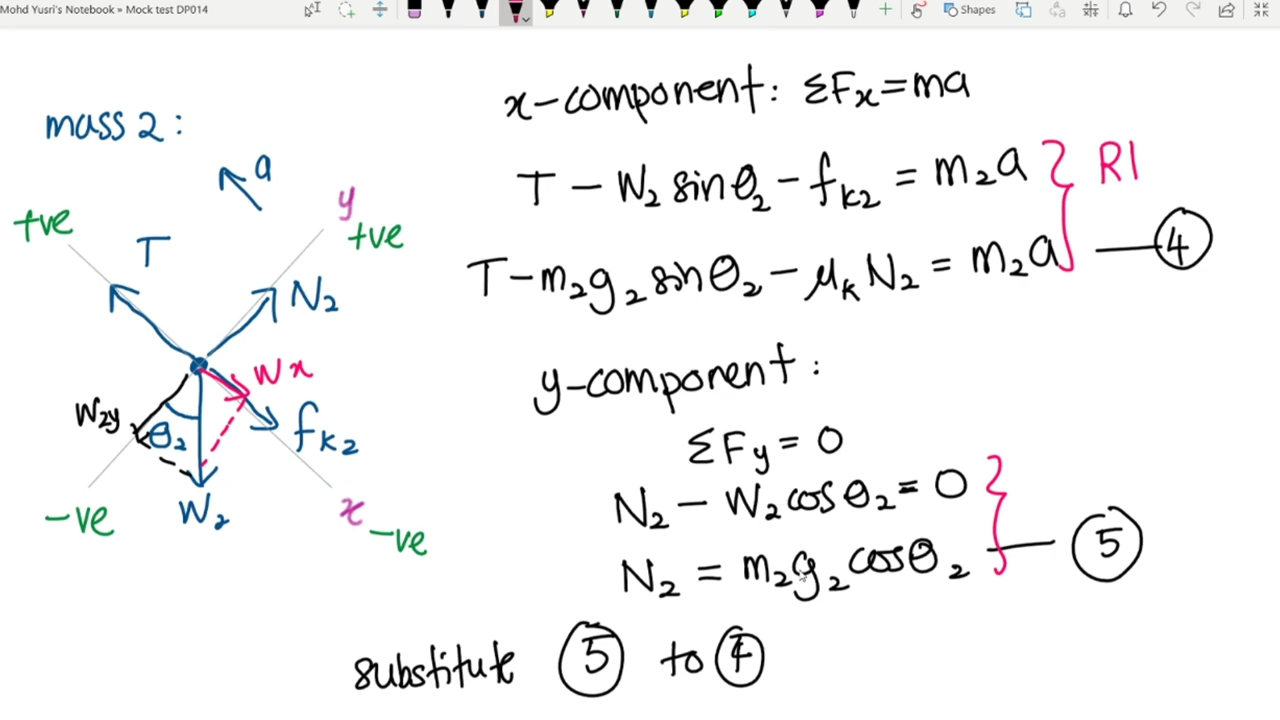 Mohd Yusri's Notebook » Mock test DP014
Shapes
mass 2 :
a
+ve
T
y
+ve
N₂
Wx
W₂y
θ₂
fₖ₂
-ve
W₂
x
-ve
x-component: ΣFx = ma
T - W₂ sinθ₂ - fₖ₂ = m₂a } R1
T - m₂g₂ sinθ₂ - μₖ N₂ = m₂a — ④
y-component :
ΣFy = 0
N₂ - W₂ cosθ₂ = 0
N₂ = m₂g₂ cosθ₂ — ⑤
substitute ⑤ to ④